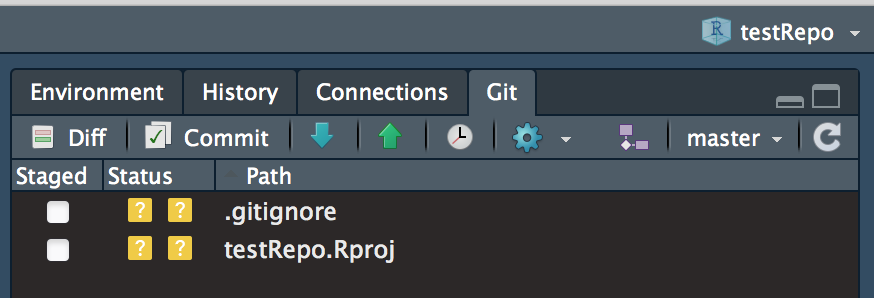 testRepo
Environment History Connections Git
Diff Commit master
Staged Status Path
? ? .gitignore
? ? testRepo.Rproj